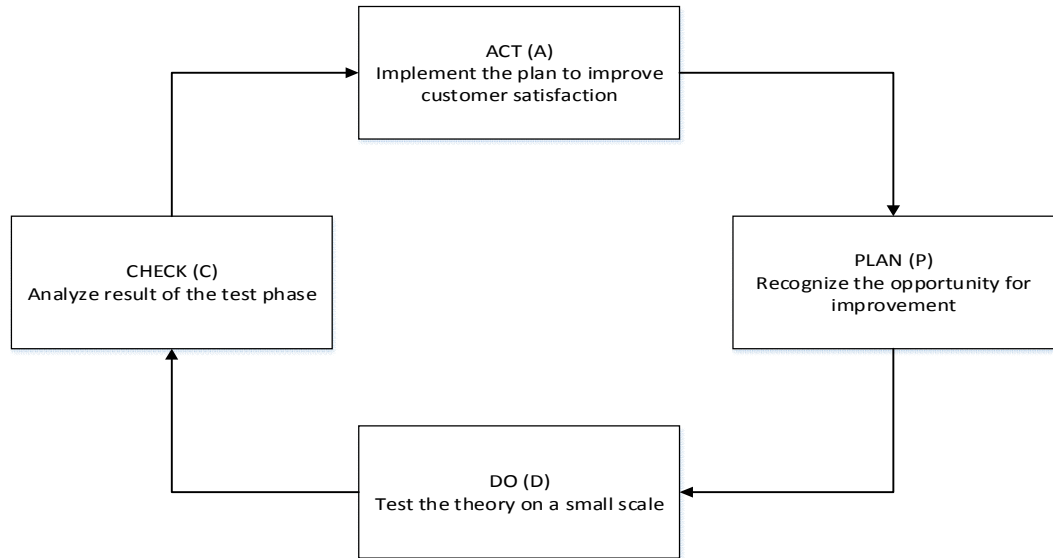 ACT (A)
Implement the plan to improve
customer satisfaction
CHECK (C)
Analyze result of the test phase
PLAN (P)
Recognize the opportunity for
improvement
DO (D)
Test the theory on a small scale